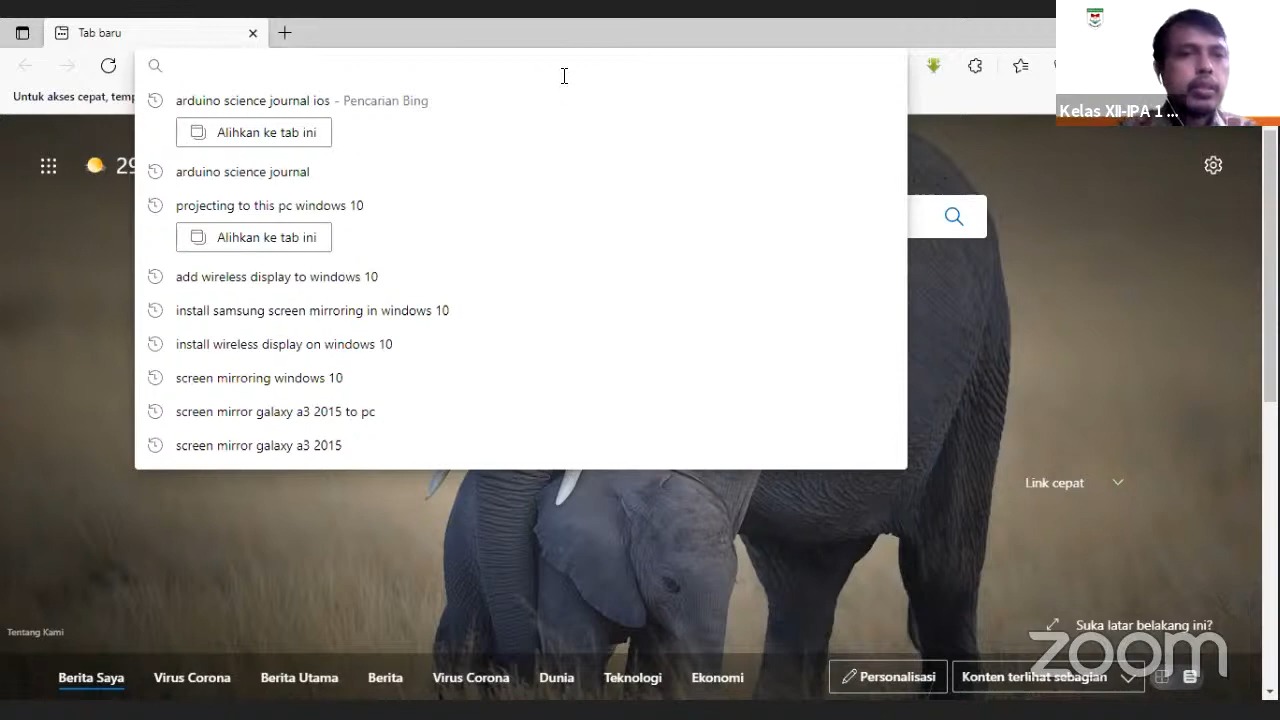 Tab baru
Untuk akses cepat, temp
arduino science journal ios - Pencarian Bing
Alihkan ke tab ini
arduino science journal
projecting to this pc windows 10
Alihkan ke tab ini
add wireless display to windows 10
install samsung screen mirroring in windows 10
install wireless display on windows 10
screen mirroring windows 10
screen mirror galaxy a3 2015 to pc
screen mirror galaxy a3 2015
29
Kelas XII-IPA 1 ...
Link cepat
Suka latar belakang ini?
Tentang Kami
zoom
Berita Saya Virus Corona Berita Utama Berita Virus Corona Dunia Teknologi Ekonomi Personalisasi Konten terlihat sebagian